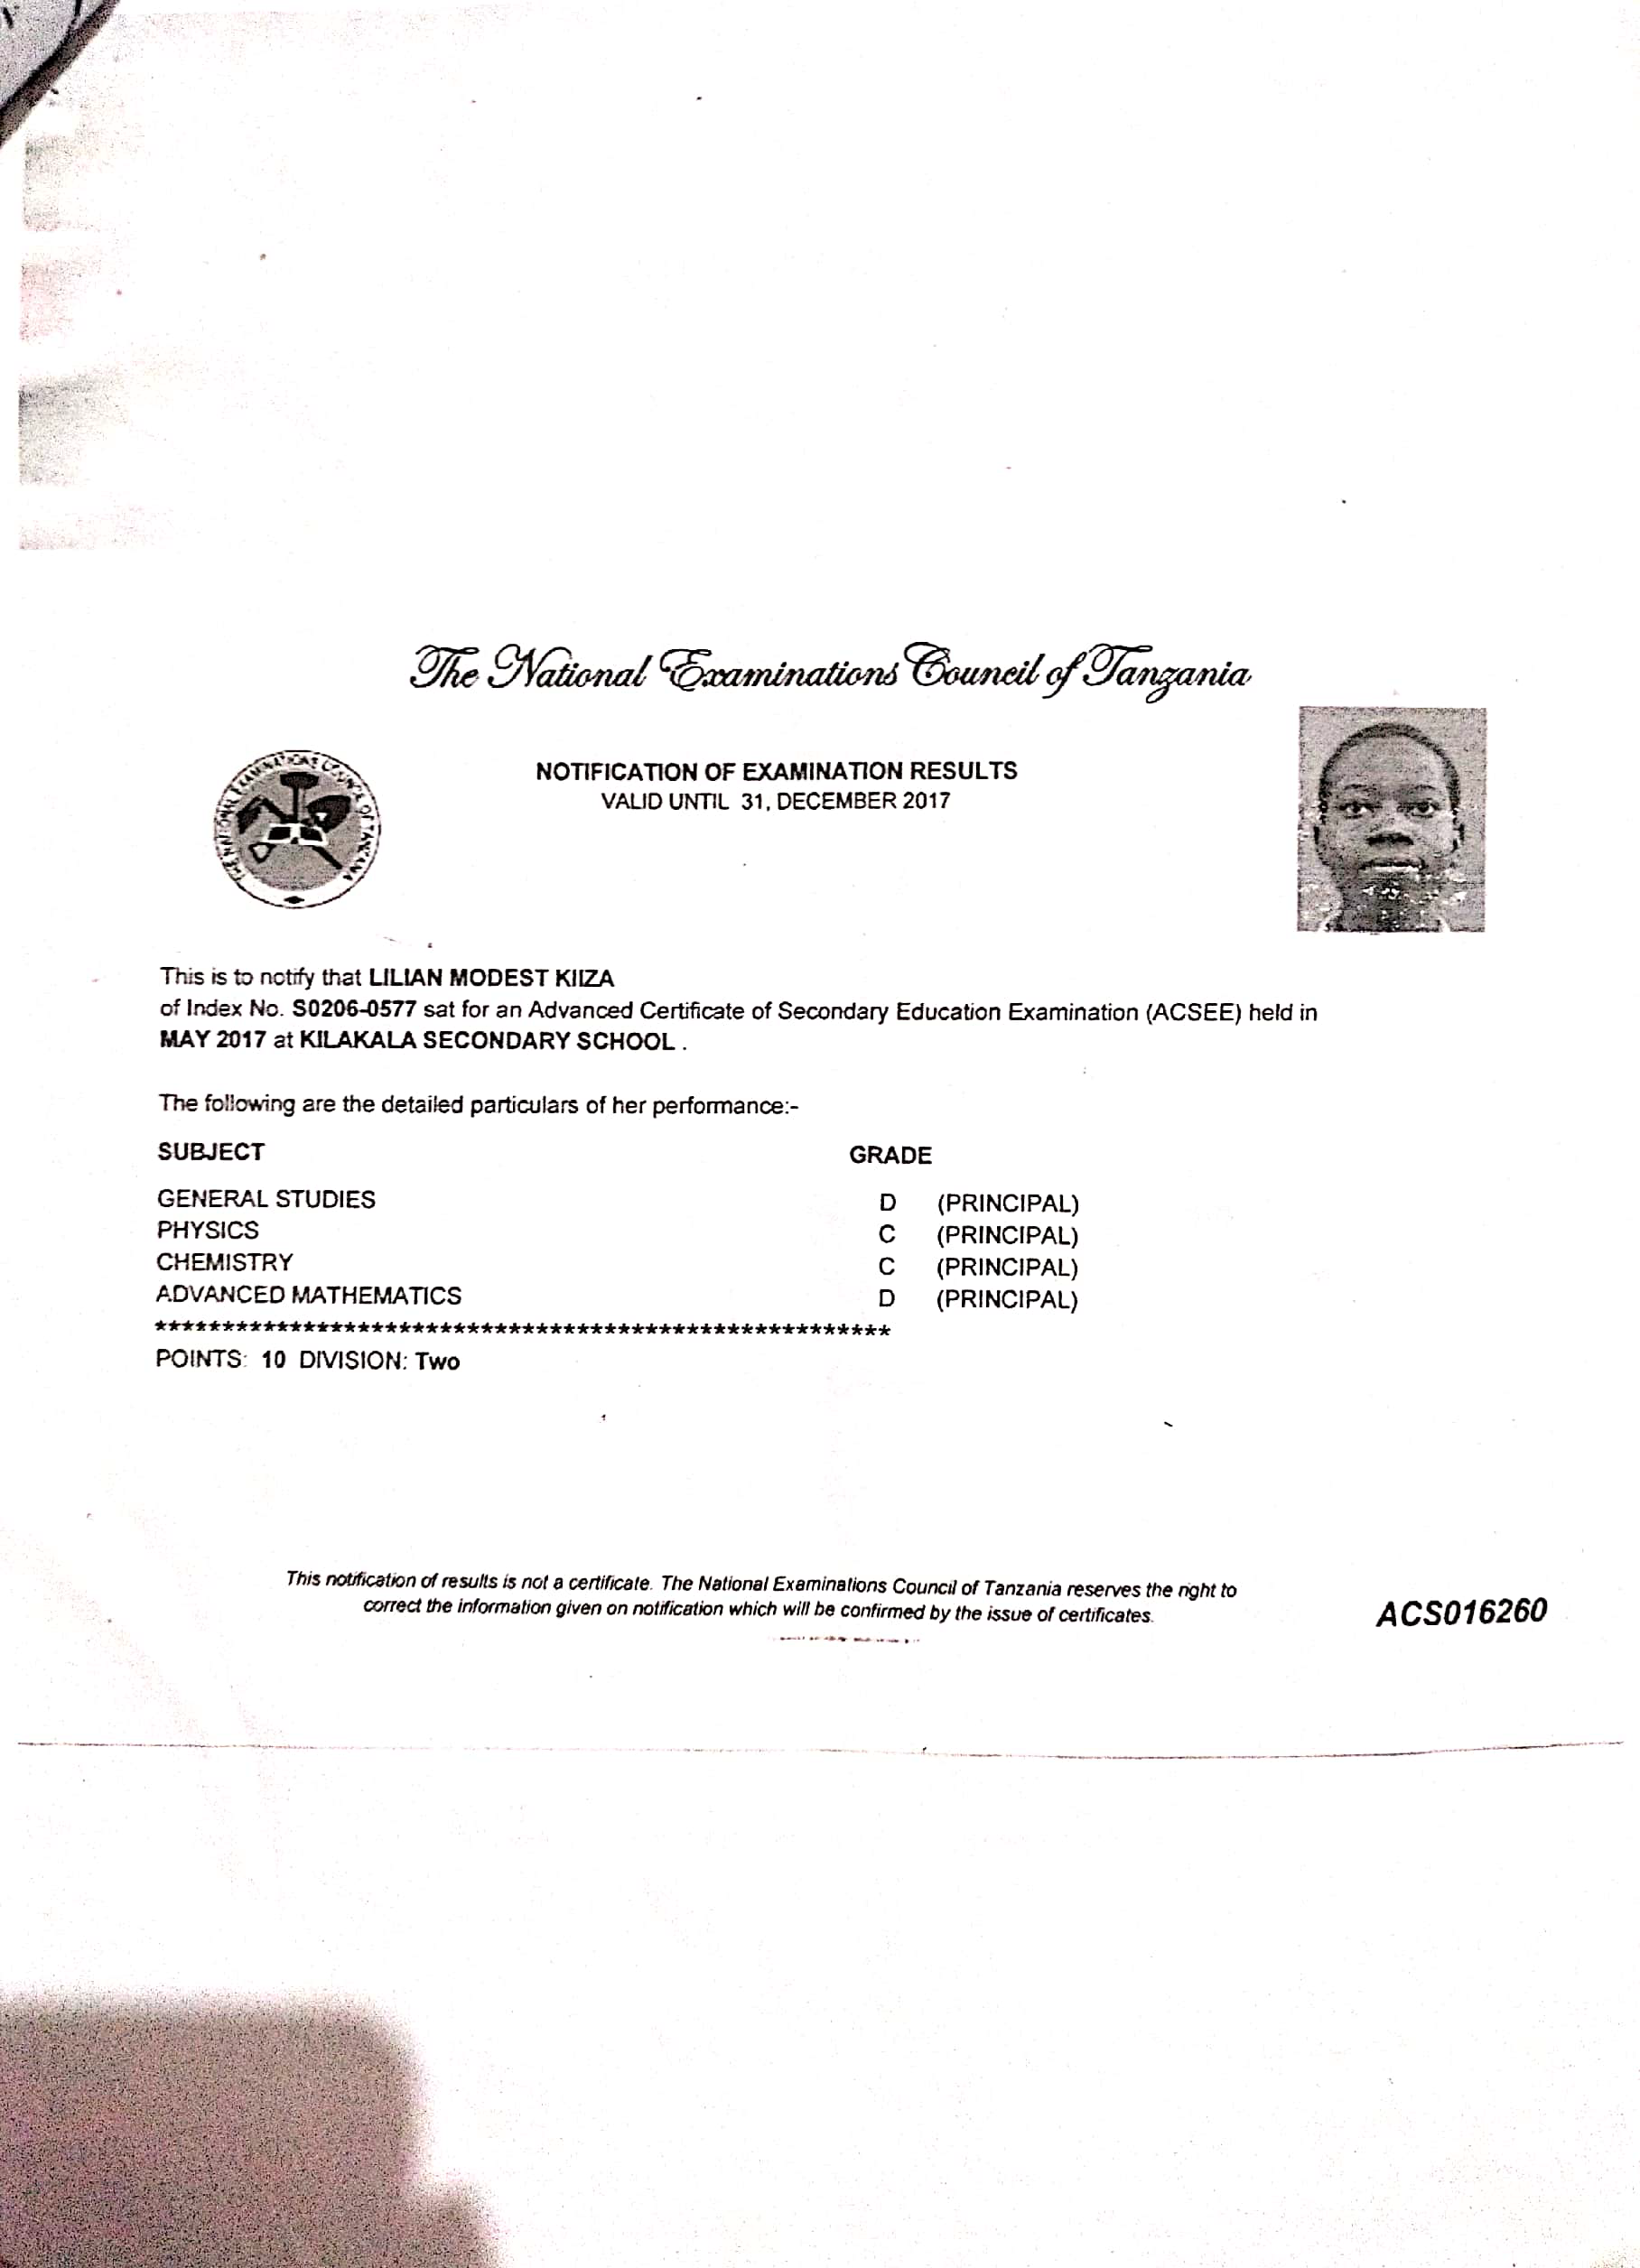 The National Examinations Council of Tanzania
THE NATIONAL EXAMINATIONS COUNCIL OF TANZANIA
NOTIFICATION OF EXAMINATION RESULTS
VALID UNTIL 31, DECEMBER 2017
This is to notify that LILIAN MODEST KIIZA
of Index No. S0206-0577 sat for an Advanced Certificate of Secondary Education Examination (ACSEE) held in
MAY 2017 at KILAKALA SECONDARY SCHOOL .
The following are the detailed particulars of her performance:-
SUBJECT GRADE
GENERAL STUDIES D (PRINCIPAL)
PHYSICS C (PRINCIPAL)
CHEMISTRY C (PRINCIPAL)
ADVANCED MATHEMATICS D (PRINCIPAL)
******************************************************
POINTS: 10 DIVISION: Two
This notification of results is not a certificate. The National Examinations Council of Tanzania reserves the right to
correct the information given on notification which will be confirmed by the issue of certificates.
ACS016260